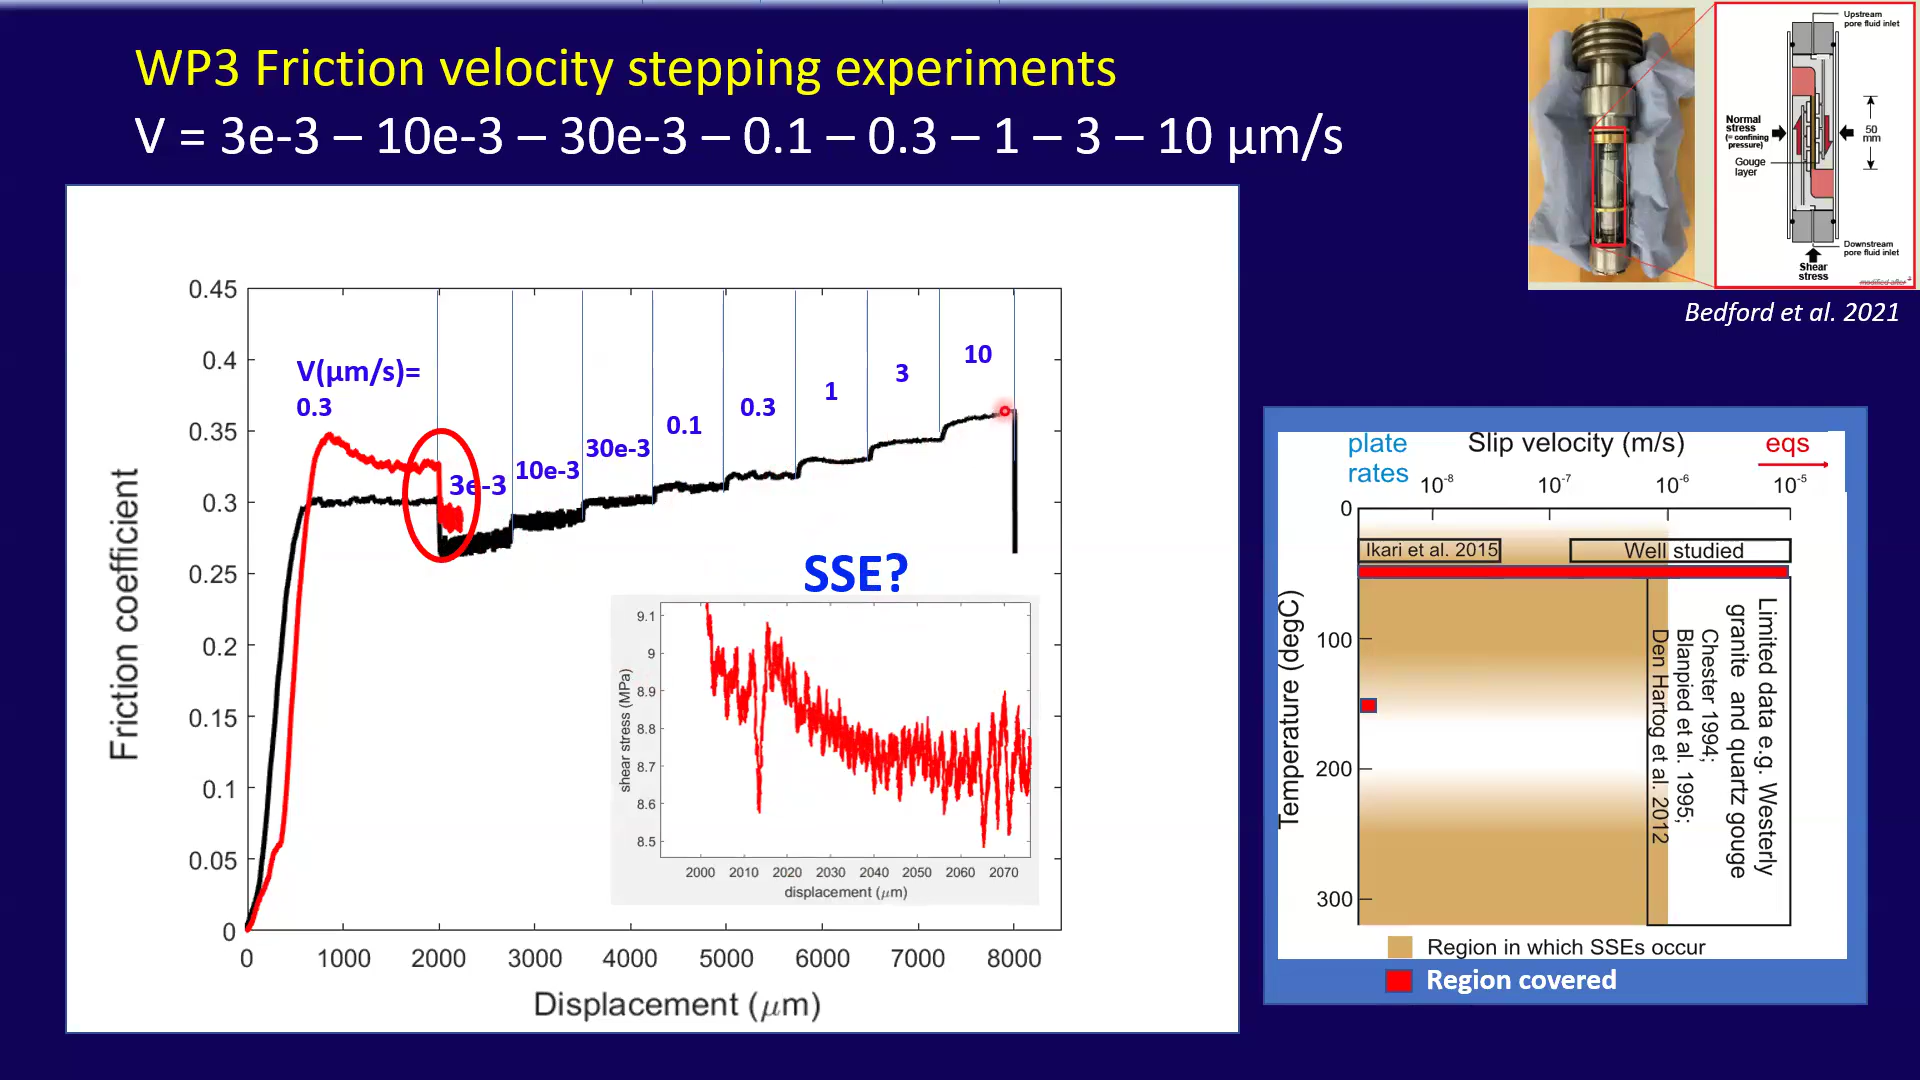 WP3 Friction velocity stepping experiments
V = 3e-3 – 10e-3 – 30e-3 – 0.1 – 0.3 – 1 – 3 – 10 µm/s
Upstream
pore fluid inlet
Normal
stress
(= confining
pressure)
Gouge
layer
50
mm
Downstream
pore fluid inlet
Shear
stress
modified after
Bedford et al. 2021
Friction coefficient
0.45
0.4
0.35
0.3
0.25
0.2
0.15
0.1
0.05
0
V(µm/s)=
0.3
3e-3
10e-3
30e-3
0.1
0.3
1
3
10
SSE?
shear stress (MPa)
9.1
9
8.9
8.8
8.7
8.6
8.5
2000 2010 2020 2030 2040 2050 2060 2070
displacement (µm)
0 1000 2000 3000 4000 5000 6000 7000 8000
Displacement (µm)
plate
rates
Slip velocity (m/s)
eqs
10⁻⁸ 10⁻⁷ 10⁻⁶ 10⁻⁵
Temperature (degC)
0
100
200
300
Ikari et al. 2015
Well studied
Limited data e.g. Westerly
granite and quartz gouge
Chester 1994;
Blanpied et al. 1995;
Den Hartog et al. 2012
Region in which SSEs occur
Region covered